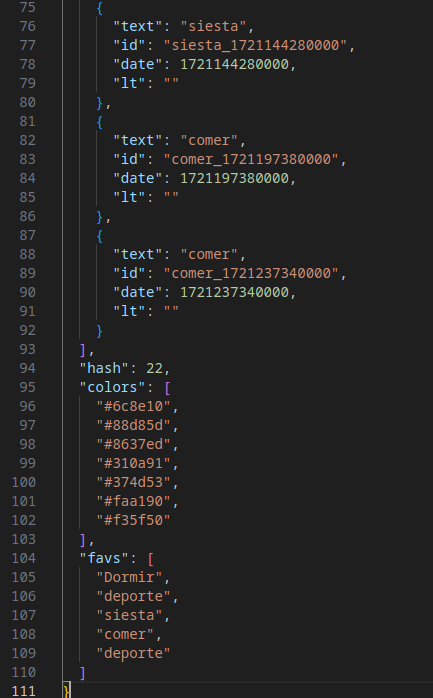 75 {
76 "text": "siesta",
77 "id": "siesta_1721144280000",
78 "date": 1721144280000,
79 "lt": ""
80 },
81 {
82 "text": "comer",
83 "id": "comer_1721197380000",
84 "date": 1721197380000,
85 "lt": ""
86 },
87 {
88 "text": "comer",
89 "id": "comer_1721237340000",
90 "date": 1721237340000,
91 "lt": ""
92 }
93 ],
94 "hash": 22,
95 "colors": [
96 "#6c8e10",
97 "#88d85d",
98 "#8637ed",
99 "#310a91",
100 "#374d53",
101 "#faa190",
102 "#f35f50"
103 ],
104 "favs": [
105 "Dormir",
106 "deporte",
107 "siesta",
108 "comer",
109 "deporte"
110 ]
111 }